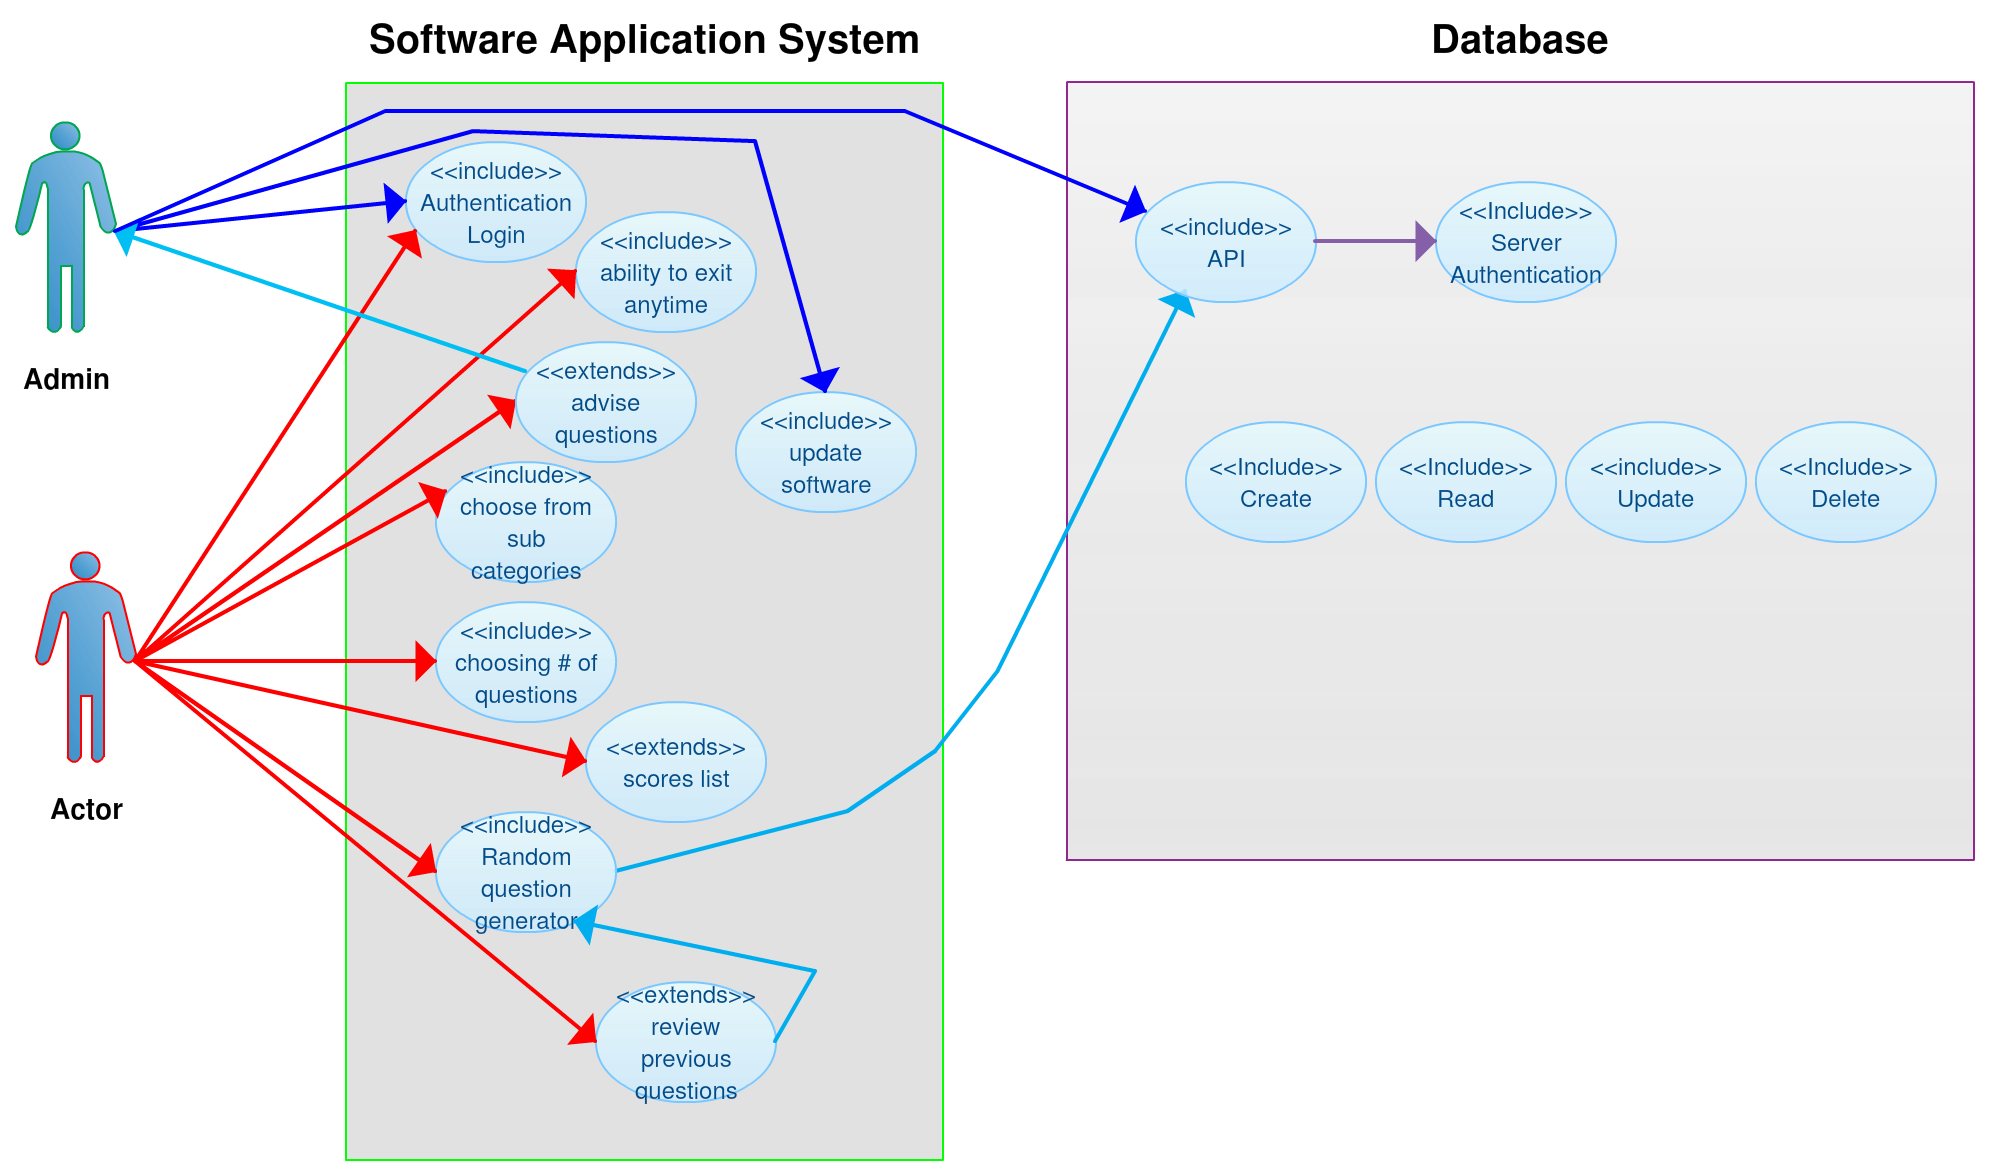 Software Application System
Database
Admin
Actor
<<include>>
Authentication
Login
<<include>>
ability to exit
anytime
<<extends>>
advise
questions
<<include>>
update
software
<<include>>
choose from
sub
categories
<<include>>
choosing # of
questions
<<extends>>
scores list
<<include>>
Random
question
generator
<<extends>>
review
previous
questions
<<include>>
API
<<Include>>
Server
Authentication
<<Include>>
Create
<<Include>>
Read
<<include>>
Update
<<Include>>
Delete